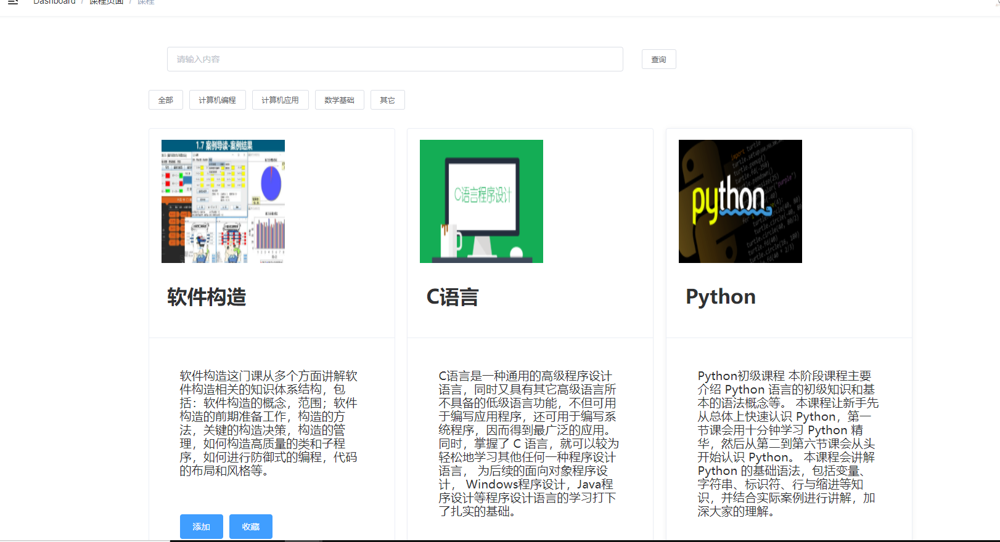 Dashboard / 课程页面 / 课程
请输入内容
查询
全部
计算机编程
计算机应用
数学基础
其它
1.7 案例导读-案例结果
C语言程序设计
python
软件构造
C语言
Python
软件构造这门课从多个方面讲解软
件构造相关的知识体系结构，包
括：软件构造的概念，范围；软件
构造的前期准备工作，构造的方
法，关键的构造决策，构造的管
理，如何构造高质量的类和子程
序，如何进行防御式的编程，代码
的布局和风格等。
添加
收藏
C语言是一种通用的高级程序设计
语言，同时又具有其它高级语言所
不具备的低级语言功能，不但可用
于编写应用程序，还可用于编写系
统程序，因而得到最广泛的应用。
同时，掌握了 C 语言，就可以较为
轻松地学习其他任何一种程序设计
语言， 为后续的面向对象程序设
计， Windows程序设计，Java程
序设计等程序设计语言的学习打下
了扎实的基础。
Python初级课程 本阶段课程主要
介绍 Python 语言的初级知识和基
本的语法概念等。 本课程让新手先
从总体上快速认识 Python，第一
节课会用十分钟学习 Python 精
华，然后从第二到第六节课会从头
开始认识 Python。 本课程会讲解
Python 的基础语法，包括变量、
字符串、标识符、行与缩进等知
识，并结合实际案例进行讲解，加
深大家的理解。